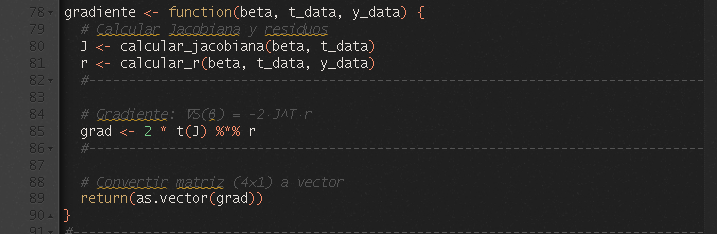 78 gradiente <- function(beta, t_data, y_data) {
79 # Calcular Jacobiana y residuos
80 J <- calcular_jacobiana(beta, t_data)
81 r <- calcular_r(beta, t_data, y_data)
82 #--------------------------------------------------------------------------------
83
84 # Gradiente: ∇S(β) = -2·J^T·r
85 grad <- 2 * t(J) %*% r
86 #--------------------------------------------------------------------------------
87
88 # Convertir matriz (4×1) a vector
89 return(as.vector(grad))
90 }
91 #--------------------------------------------------------------------------------